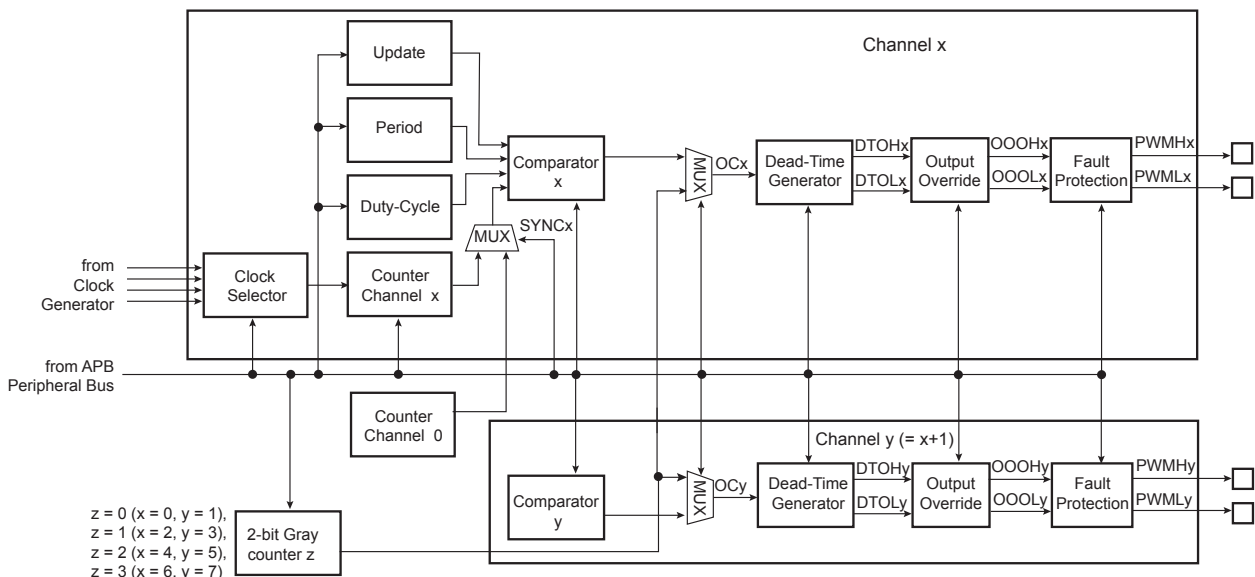 Channel x
Update
Period
Comparator
x
Duty-Cycle
MUX
SYNCx
from
Clock
Generator
Clock
Selector
Counter
Channel x
MUX
OCx
Dead-Time
Generator
DTOHx
DTOLx
Output
Override
OOOHx
OOOLx
Fault
Protection
PWMHx
PWMLx
from APB
Peripheral Bus
Counter
Channel 0
Channel y (= x+1)
Comparator
y
MUX
OCy
Dead-Time
Generator
DTOHy
DTOLy
Output
Override
OOOHy
OOOLy
Fault
Protection
PWMHy
PWMLy
z = 0 (x = 0, y = 1),
z = 1 (x = 2, y = 3),
z = 2 (x = 4, y = 5),
z = 3 (x = 6, y = 7)
2-bit Gray
counter z